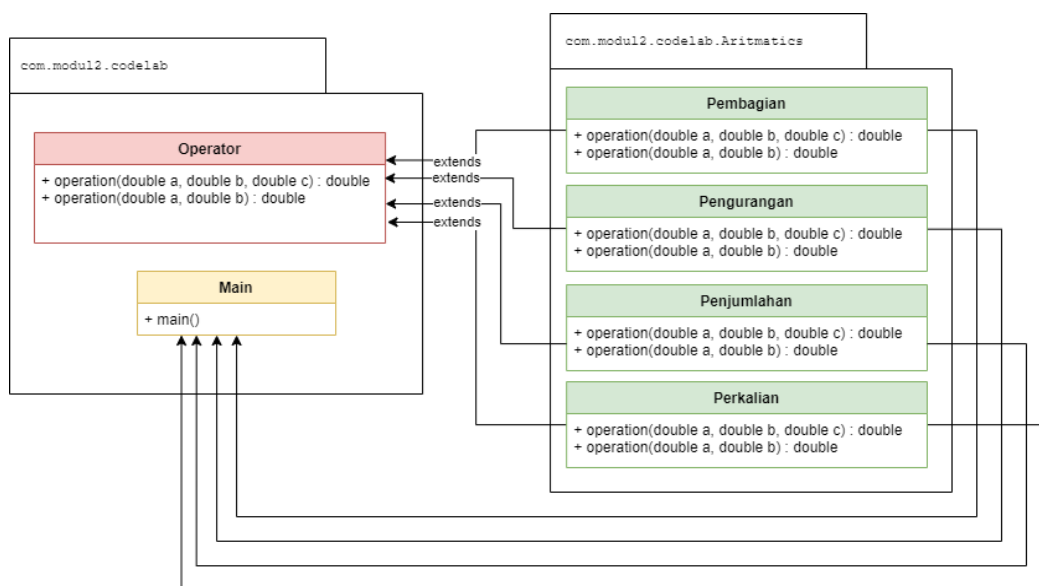 com.modul2.codelab
Operator
+ operation(double a, double b, double c) : double
+ operation(double a, double b) : double
Main
+ main()
extends
extends
extends
extends
com.modul2.codelab.Aritmatics
Pembagian
+ operation(double a, double b, double c) : double
+ operation(double a, double b) : double
Pengurangan
+ operation(double a, double b, double c) : double
+ operation(double a, double b) : double
Penjumlahan
+ operation(double a, double b, double c) : double
+ operation(double a, double b) : double
Perkalian
+ operation(double a, double b, double c) : double
+ operation(double a, double b) : double